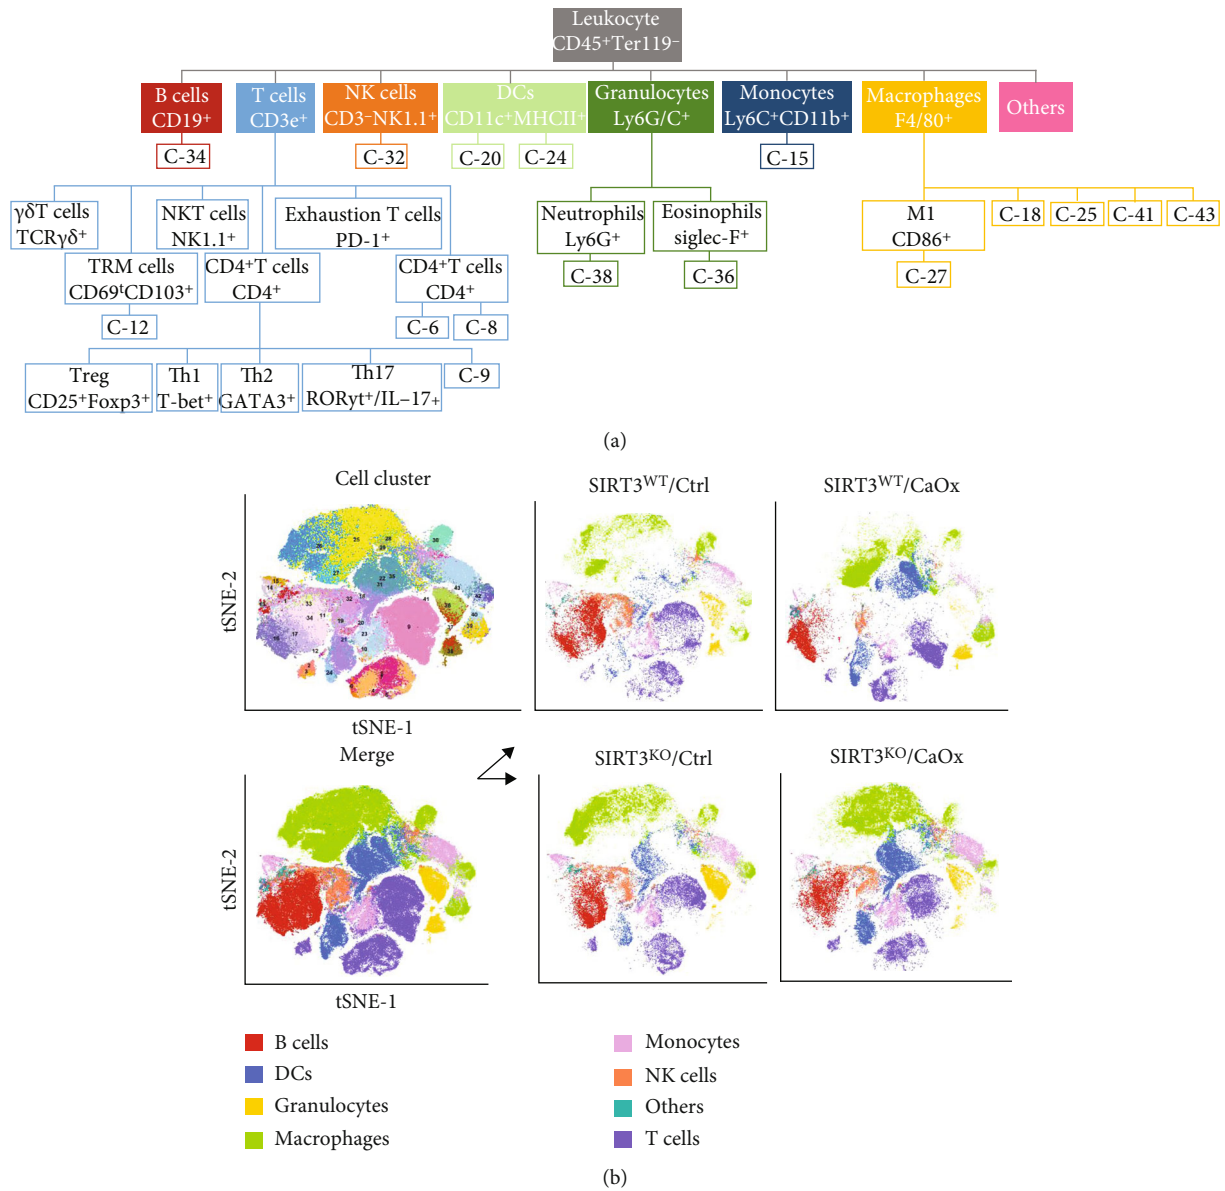 Leukocyte
CD45⁺Ter119⁻
B cells
CD19⁺
T cells
CD3e⁺
NK cells
CD3⁻NK1.1⁺
DCs
CD11c⁺MHCII⁺
Granulocytes
Ly6G/C⁺
Monocytes
Ly6C⁺CD11b⁺
Macrophages
F4/80⁺
Others
C-34
C-32
C-20
C-24
C-15
γδT cells
TCRγδ⁺
NKT cells
NK1.1⁺
Exhaustion T cells
PD-1⁺
Neutrophils
Ly6G⁺
Eosinophils
siglec-F⁺
M1
CD86⁺
C-18
C-25
C-41
C-43
TRM cells
CD69ᵗCD103⁺
CD4⁺T cells
CD4⁺
CD4⁺T cells
CD4⁺
C-38
C-36
C-27
C-12
C-6
C-8
Treg
CD25⁺Foxp3⁺
Th1
T-bet⁺
Th2
GATA3⁺
Th17
RORyt⁺/IL–17₊
C-9
(a)
Cell cluster
SIRT3ᵂᵀ/Ctrl
SIRT3ᵂᵀ/CaOx
tSNE-2
tSNE-1
Merge
SIRT3ᴷᴼ/Ctrl
SIRT3ᴷᴼ/CaOx
tSNE-2
tSNE-1
B cells
DCs
Granulocytes
Macrophages
Monocytes
NK cells
Others
T cells
(b)